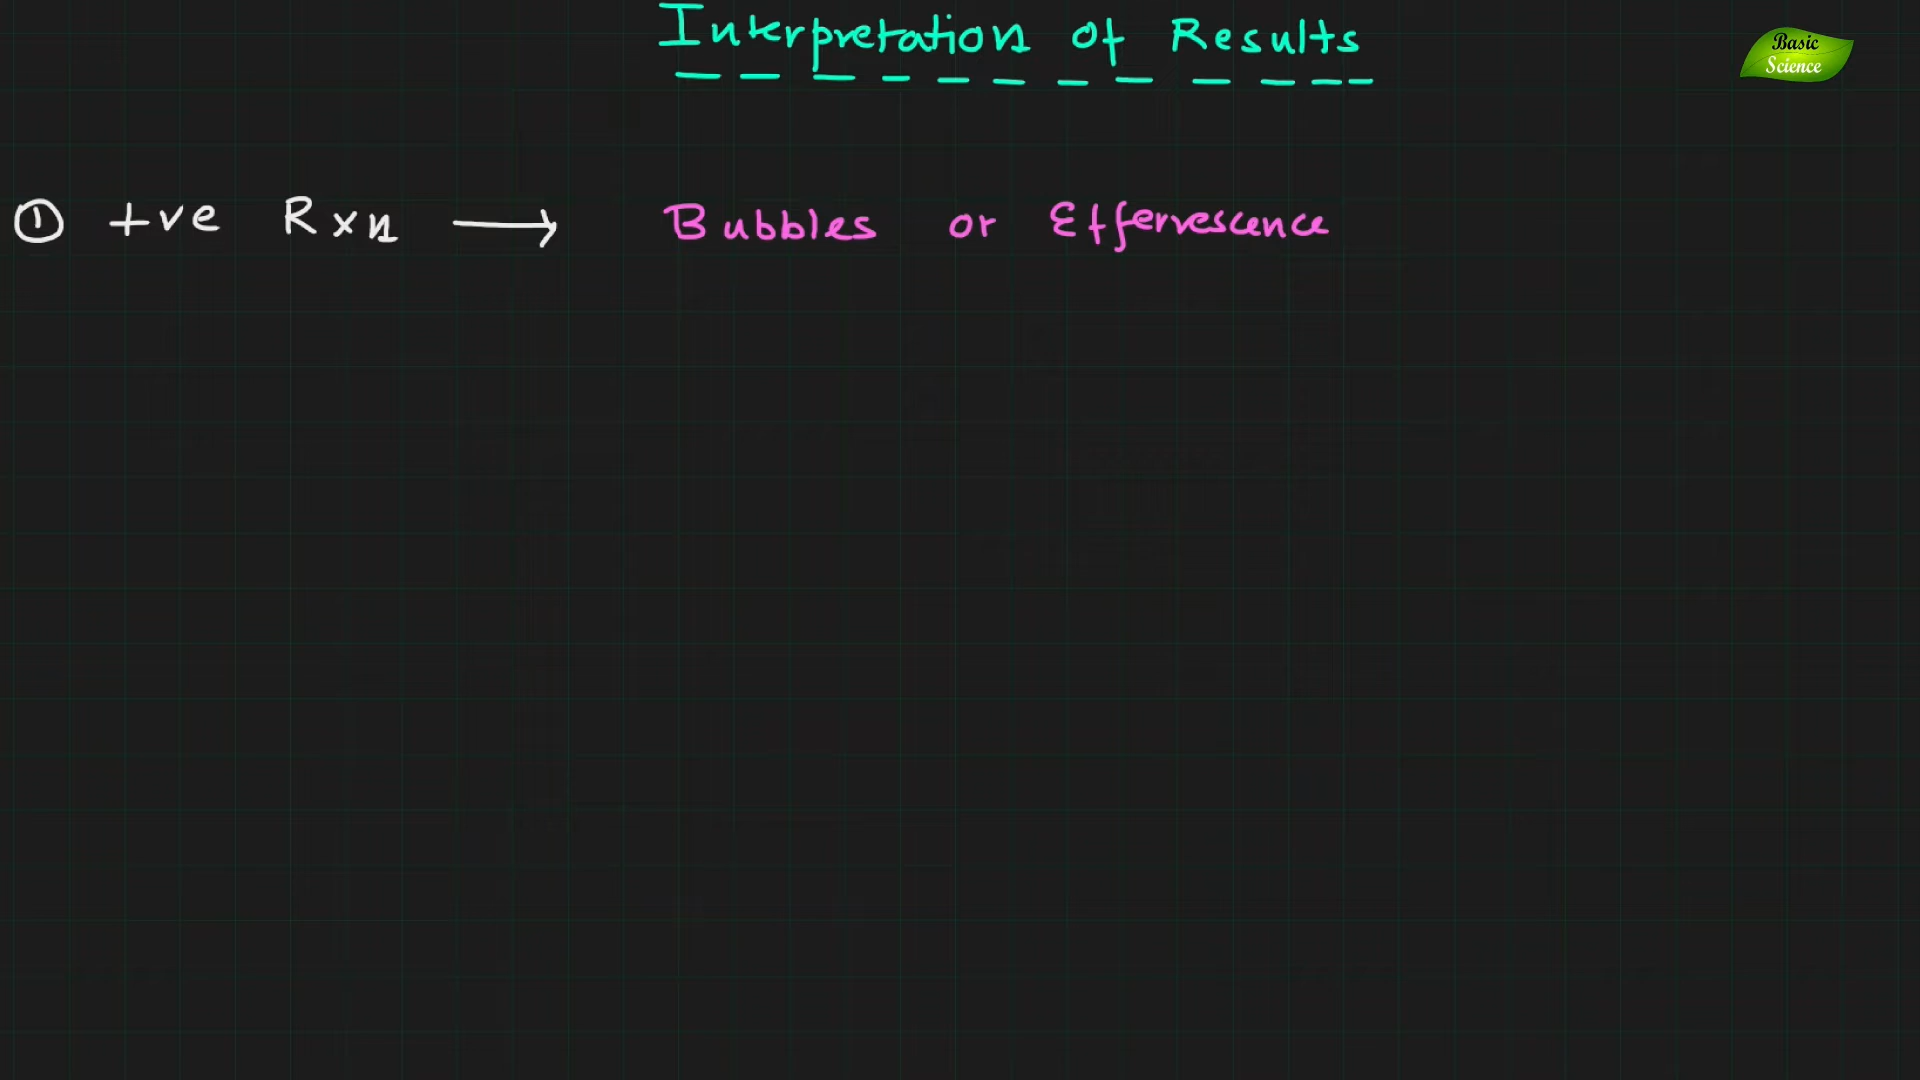 Interpretation of Results
Basic
Science
① +ve Rxn → Bubbles or Effervescence